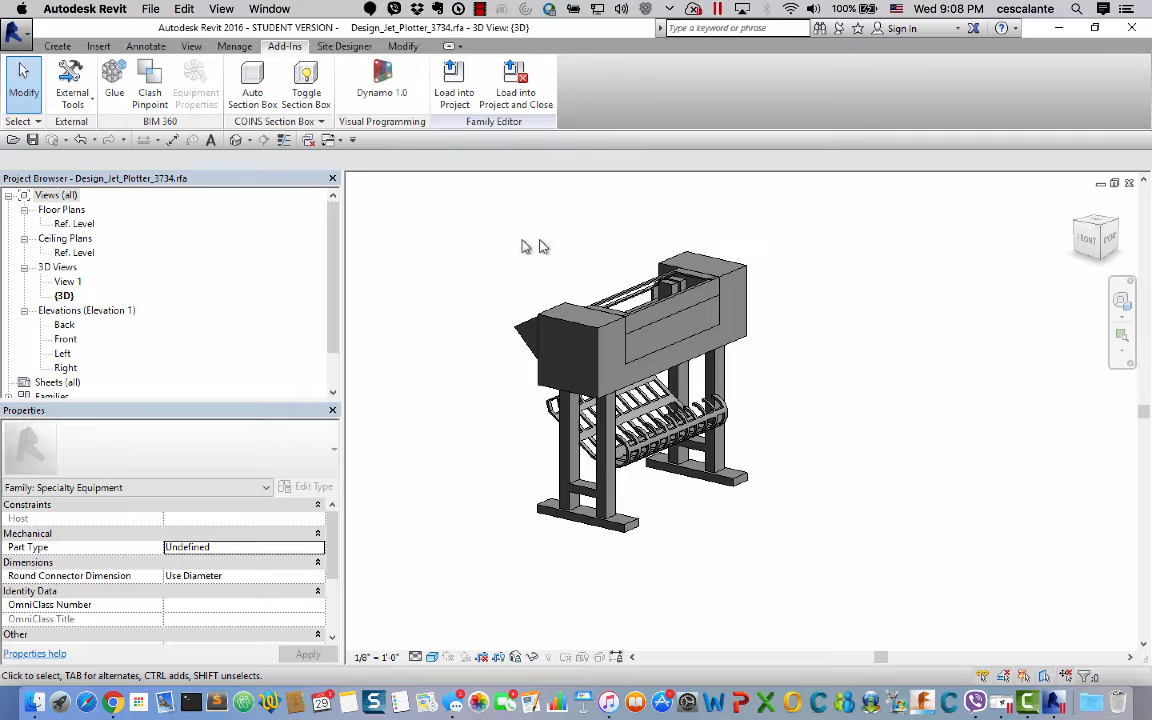 Autodesk Revit File Edit View Window 100% Wed 9:08 PM cescalante
Autodesk Revit 2016 - STUDENT VERSION - Design_Jet_Plotter_3734.rfa - 3D View: {3D}
Type a keyword or phrase
Sign In
Create Insert Annotate View Manage Add-Ins Site Designer Modify
Modify
External Tools
Glue
Clash Pinpoint
Equipment Properties
Auto Section Box
Toggle Section Box
Dynamo 1.0
Load into Project
Load into Project and Close
Select External BIM 360 COINS Section Box Visual Programming Family Editor
Project Browser - Design_Jet_Plotter_3734.rfa
Views (all)
Floor Plans
Ref. Level
Ceiling Plans
Ref. Level
3D Views
View 1
{3D}
Elevations (Elevation 1)
Back
Front
Left
Right
Sheets (all)
Families
FRONT
Properties
Family: Specialty Equipment
Edit Type
Constraints
Host
Mechanical
Part Type Undefined
Dimensions
Round Connector Dimension Use Diameter
Identity Data
OmniClass Number
OmniClass Title
Other
Properties help
Apply
1/8" = 1'-0"
Click to select, TAB for alternates, CTRL adds, SHIFT unselects.
:0